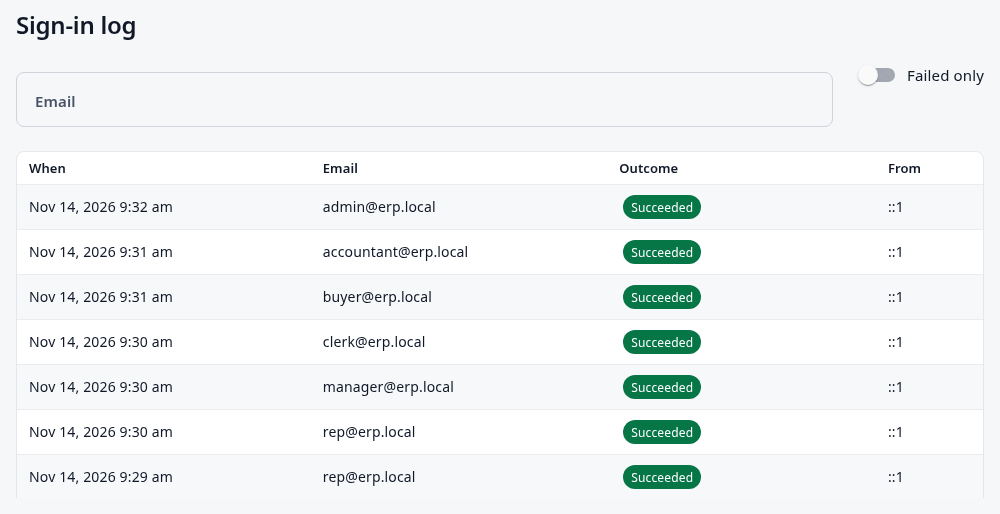 Sign-in log
Email
Failed only
When Email Outcome From
Nov 14, 2026 9:32 am admin@erp.local Succeeded ::1
Nov 14, 2026 9:31 am accountant@erp.local Succeeded ::1
Nov 14, 2026 9:31 am buyer@erp.local Succeeded ::1
Nov 14, 2026 9:30 am clerk@erp.local Succeeded ::1
Nov 14, 2026 9:30 am manager@erp.local Succeeded ::1
Nov 14, 2026 9:30 am rep@erp.local Succeeded ::1
Nov 14, 2026 9:29 am rep@erp.local Succeeded ::1